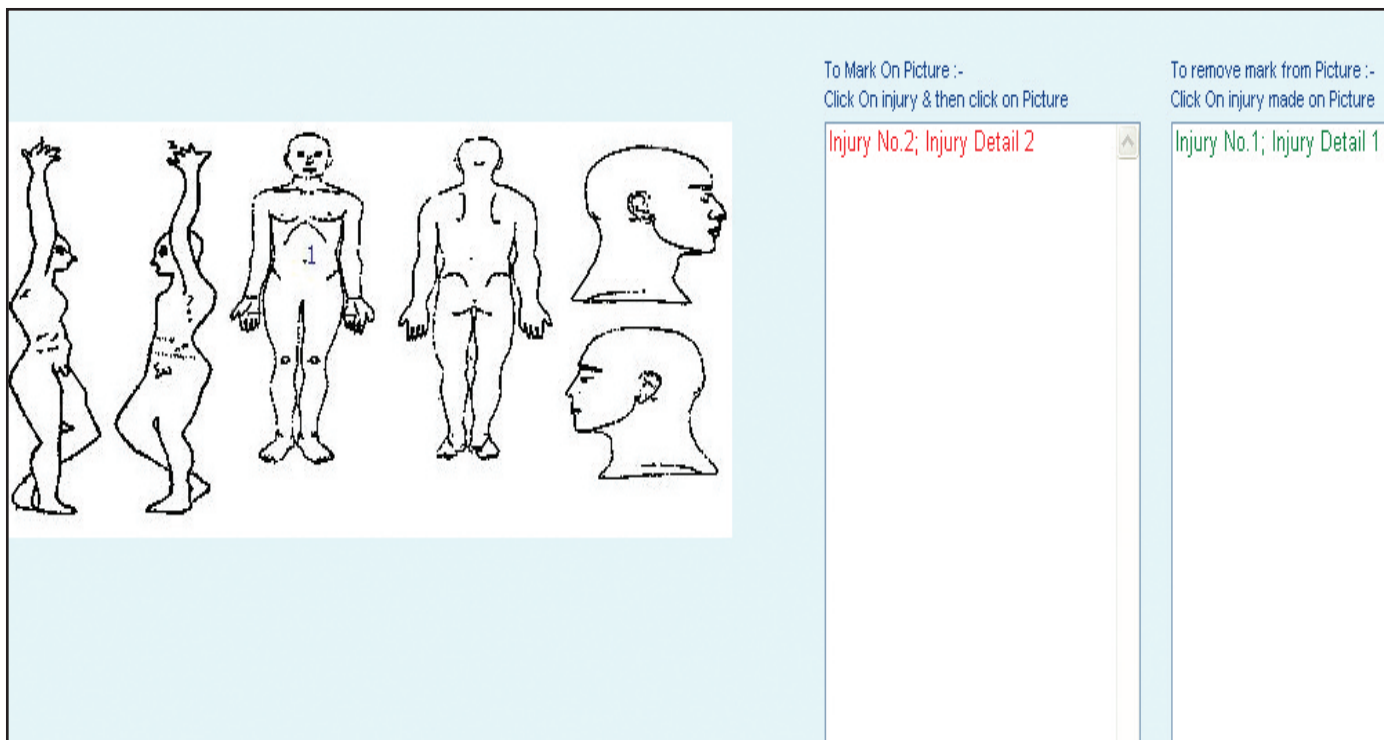 To Mark On Picture :-
Click On injury & then click on Picture
Injury No.2; Injury Detail 2
To remove mark from Picture :-
Click On injury made on Picture
Injury No.1; Injury Detail 1
1